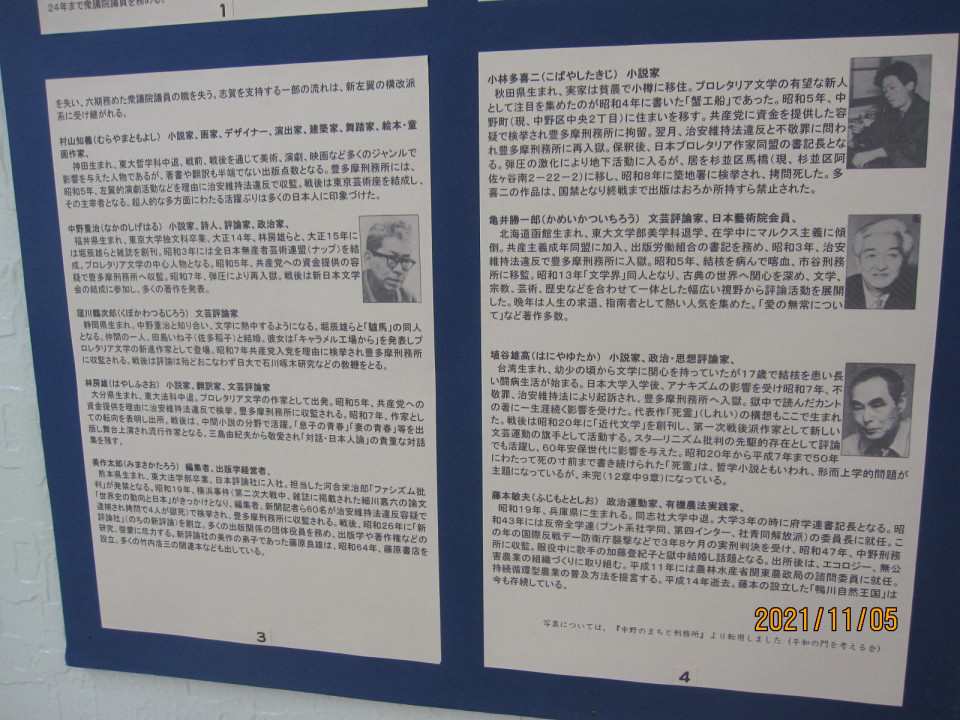 24年まで衆議院議員を務める。
1
を失い、六期務めた衆議院議員の職を失う。志賀を支持する一部の流れは、新左翼の構改派
系に受け継がれる。
村山知義(むらやまともよし) 小説家、画家、デザイナー、演出家、建築家、舞踏家、絵本・童
画作家、
神田生まれ、東大哲学科中退、戦前、戦後を通じて美術、演劇、映画など多くのジャンルで
影響を与えた人物であるが、著書や翻訳も半端でない出版点数となる。豊多摩刑務所には、
昭和5年、左翼的演劇活動などを理由に治安維持法違反で収監。戦後は東京芸術座を結成し、
その主宰者となる。超人的な多方面にわたる活躍ぶりは多くの日本人に印象づけた。
中野重治(なかのしげはる) 小説家、詩人、評論家、政治家、
福井県生まれ、東京大学独文科卒業、大正14年、林房雄らと、大正15年に
は堀辰雄らと雑誌を創刊。昭和3年には全日本無産者芸術連盟(ナップ)を結
成。プロレタリア文学の中心人物となる。昭和5年、共産党への資金提供の容
疑で豊多摩刑務所へ収監。昭和7年、弾圧により再入獄。戦後は新日本文学
会の結成に参加し、多くの著作を発表。
窪川鶴次郎(くぼかわつるじろう) 文芸評論家
静岡県生まれ。中野重治と知り合い、文学に熱中するようになる。堀辰雄らと「驢馬」の同人
となる。仲間の一人、田島いね子(佐多稲子)と結婚。彼女は「キャラメル工場から」を発表しプ
ロレタリア文学の新進作家として登場。昭和7年共産党入党を理由に検挙され豊多摩刑務所
に収監される。戦後は評論は殆どおこなわず日大で石川啄木研究などの教鞭をとる。
林房雄(はやしふさお) 小説家、翻訳家、文芸評論家
大分県生まれ、東大法科中退。プロレタリア文学の作家として出発。昭和5年、共産党への
資金提供を理由に治安維持法違反で検挙。豊多摩刑務所に収監される。昭和7年、作家とし
ての転向を表明し出所。戦後は、中間小説の分野で活躍。「息子の青春」「妻の青春」等を出
版し舞台上演され流行作家となる。三島由紀夫から敬愛され「対話・日本人論」の貴重な対話
集を残す。
美作太郎(みまさかたろう) 編集者、出版学経営者、
熊本県生まれ、東大法学部卒業、日本評論社に入社。担当した河合栄治郎「ファシズム批
判」が発禁となる。昭和19年、横浜事件(第二次大戦中、雑誌に掲載された細川嘉六の論文
「世界史の動向と日本」がきっかけとなり、編集者、新聞記者ら60名が治安維持法違反容疑で
逮捕され拷問で4人が獄死)で検挙され、豊多摩刑務所に収監される。戦後、昭和26年に「新
評論社」(のちの新評論)を創立。多くの出版関係の団体役員を務め、出版学や著作権などの
研究、啓蒙に尽力する。新評論社の美作の弟子であった藤原良雄は、昭和64年、藤原書店を
設立、多くの竹内浩三の関連本なども出している。
3
小林多喜二(こばやしたきじ) 小説家
秋田県生まれ、実家は貧農で小樽に移住。プロレタリア文学の有望な新人
として注目を集めたのが昭和4年に書いた「蟹工船」であった。昭和5年、中
野町(現、中野区中央2丁目)に住まいを移す。共産党に資金を提供した容
疑で検挙され豊多摩刑務所に拘留。翌月、治安維持法違反と不敬罪に問わ
れ豊多摩刑務所に再入獄。保釈後、日本プロレタリア作家同盟の書記長とな
る。弾圧の激化により地下活動に入るが、居を杉並区馬橋(現、杉並区阿
佐ヶ谷南2-22-2)に移し、昭和8年に築地署に検挙され、拷問死した。多
喜二の作品は、国禁となり終戦まで出版はおろか所持すら禁止された。
亀井勝一郎(かめいかついちろう) 文芸評論家、日本藝術院会員、
北海道函館生まれ、東大文学部美学科退学、在学中にマルクス主義に傾
倒。共産主義成年同盟に加入、出版労働組合の書記を務め、昭和3年、治安
維持法違反で豊多摩刑務所に入獄。昭和5年、結核を病んで喀血、市谷刑務
所に移監。昭和13年「文学界」同人となり、古典の世界へ関心を深め、文学、
宗教、芸術、歴史などを合わせて一体とした幅広い視野から評論活動を展開
した。晩年は人生の求道、指南者として熱い人気を集めた。「愛の無常につい
て」など著作多数。
埴谷雄高(はにやゆたか) 小説家、政治・思想評論家、
台湾生まれ、幼少の頃から文学に関心を持っていたが17歳で結核を患い長
い闘病生活が始まる。日本大学入学後、アナキズムの影響を受け昭和7年、不
敬罪、治安維持法により起訴され、豊多摩刑務所へ入獄。獄中で読んだカント
の著に一生涯続く影響を受けた。代表作「死霊」(しれい)の構想もここで生まれ
た。戦後は昭和20年に「近代文学」を創刊し、第一次戦後派作家として新しい
文芸運動の旗手として活動する。スターリニズム批判の先駆的存在として評論
でも活躍し、60年安保世代に影響を与えた。昭和20年から平成7年まで50年
にわたって死の寸前まで書き続けられた「死霊」は、哲学小説ともいわれ、形而上学的問題が
主題になっているが、未完(12章中9章)になっている。
藤本敏夫(ふじもととしお) 政治運動家、有機農法実践家、
昭和19年、兵庫県に生まれる。同志社大学中退。大学3年の時に府学連書記長となる。昭
和43年には反帝全学連(ブント系社学同、第四インター、社青同解放派)の委員長に就任。こ
の年の国際反戦デー防衛庁襲撃などで3年8ケ月の実刑判決を受け、昭和47年、中野刑務
所に収監。服役中に歌手の加藤登紀子と獄中結婚し話題となる。出所後は、エコロジー、無公
害農業の組織づくりに取り組む。平成11年には農林水産省関東農政局の諮問委員に就任。
持続循環型農業の普及方法を提言する。平成14年逝去、藤本の設立した「鴨川自然王国」は
今も存続している。
写真については、『中野のまちと刑務所』より転用しました(平和の門を考える会)
4
2021/11/05